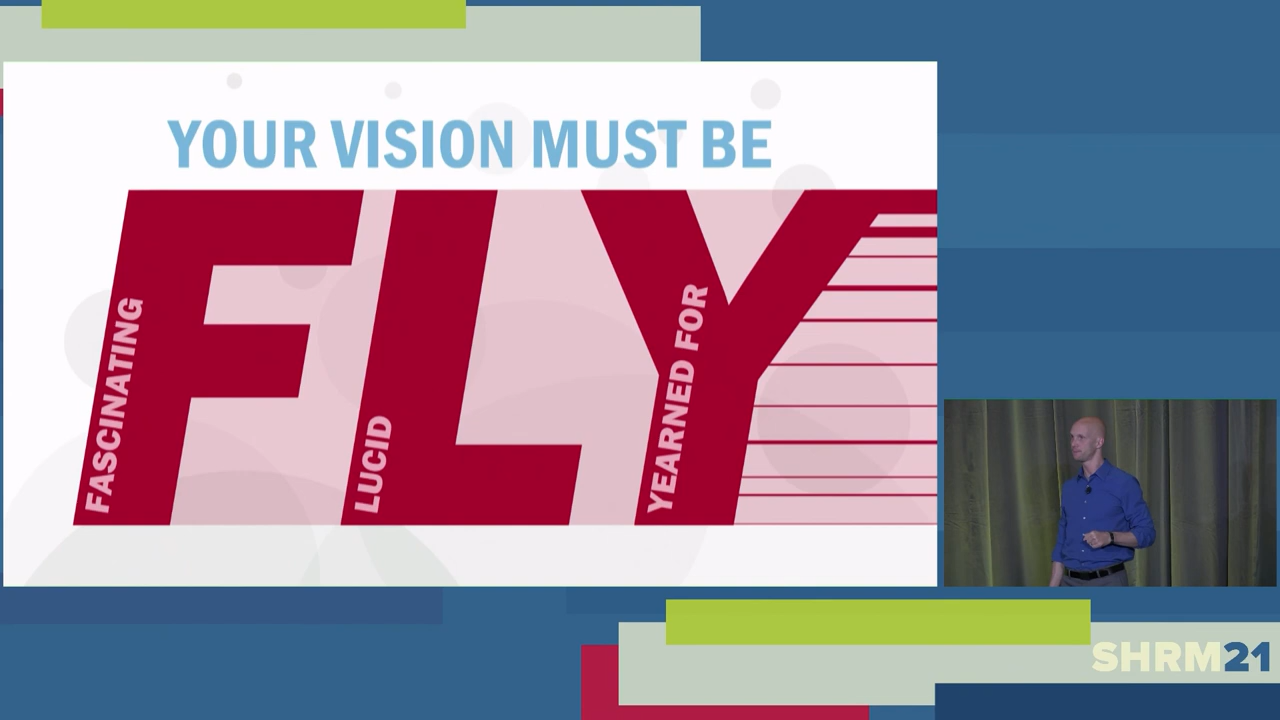 YOUR VISION MUST BE
FLY
FASCINATING
LUCID
YEARNED FOR
SHRM21